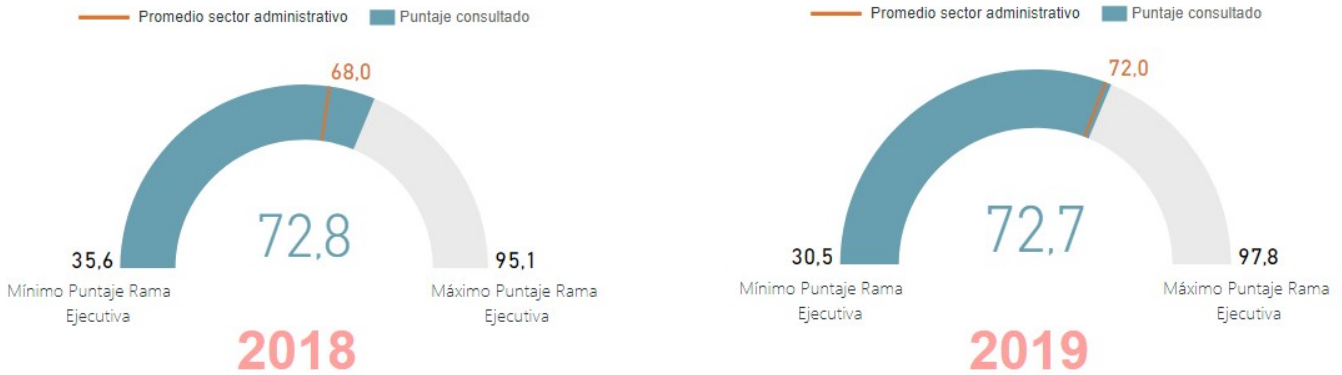 Promedio sector administrativo Puntaje consultado
68,0
72,8
35,6
95,1
Mínimo Puntaje Rama
Ejecutiva
Máximo Puntaje Rama
Ejecutiva
2018
Promedio sector administrativo Puntaje consultado
72,0
72,7
30,5
97,8
Mínimo Puntaje Rama
Ejecutiva
Máximo Puntaje Rama
Ejecutiva
2019